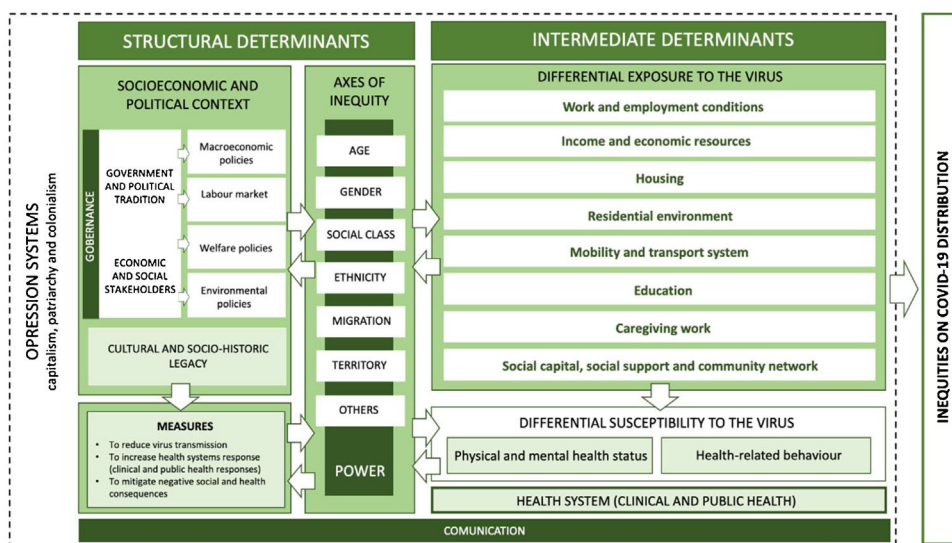 STRUCTURAL DETERMINANTS
INTERMEDIATE DETERMINANTS
OPRESSION SYSTEMS
capitalism, patriarchy and colonialism
SOCIOECONOMIC AND
POLITICAL CONTEXT
GOBERNANCE
GOVERNMENT
AND POLITICAL
TRADITION
ECONOMIC
AND SOCIAL
STAKEHOLDERS
Macroeconomic
policies
Labour market
Welfare policies
Environmental
policies
CULTURAL AND SOCIO-HISTORIC
LEGACY
MEASURES
• To reduce virus transmission
• To increase health systems response
(clinical and public health responses)
• To mitigate negative social and health
consequences
AXES OF
INEQUITY
AGE
GENDER
SOCIAL CLASS
ETHNICITY
MIGRATION
TERRITORY
OTHERS
POWER
DIFFERENTIAL EXPOSURE TO THE VIRUS
Work and employment conditions
Income and economic resources
Housing
Residential environment
Mobility and transport system
Education
Caregiving work
Social capital, social support and community network
DIFFERENTIAL SUSCEPTIBILITY TO THE VIRUS
Physical and mental health status
Health-related behaviour
HEALTH SYSTEM (CLINICAL AND PUBLIC HEALTH)
COMUNICATION
INEQUITIES ON COVID-19 DISTRIBUTION